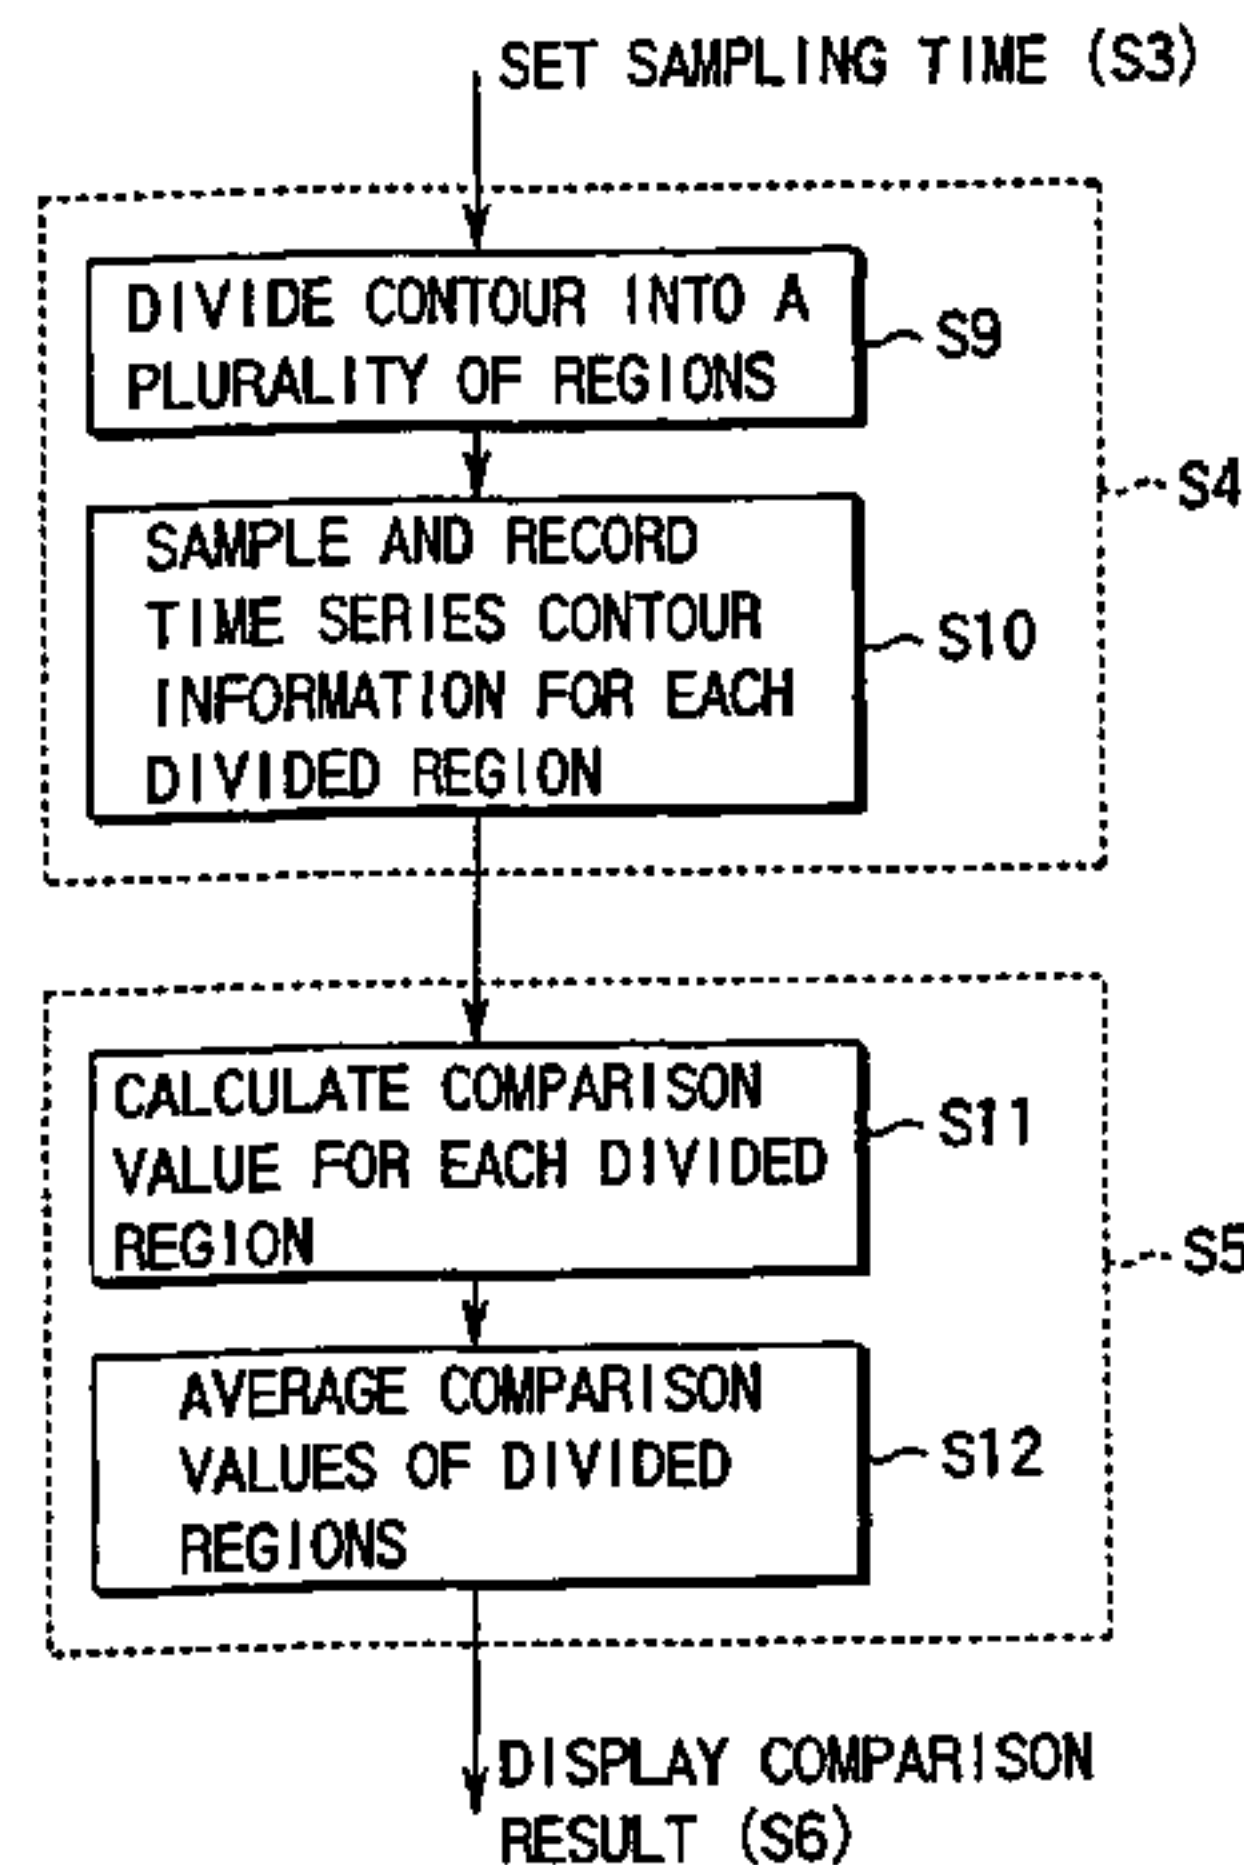 SET SAMPLING TIME (S3)
DIVIDE CONTOUR INTO A
PLURALITY OF REGIONS
S9
S4
SAMPLE AND RECORD
TIME SERIES CONTOUR
INFORMATION FOR EACH
DIVIDED REGION
S10
CALCULATE COMPARISON
VALUE FOR EACH DIVIDED
REGION
S11
S5
AVERAGE COMPARISON
VALUES OF DIVIDED
REGIONS
S12
DISPLAY COMPARISON
RESULT (S6)